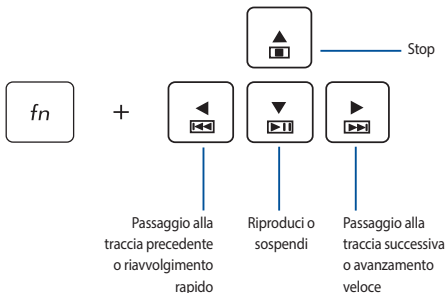 Stop
fn
+
Passaggio alla
traccia precedente
o riavvolgimento
rapido
Riproduci o
sospendi
Passaggio alla
traccia successiva
o avanzamento
veloce